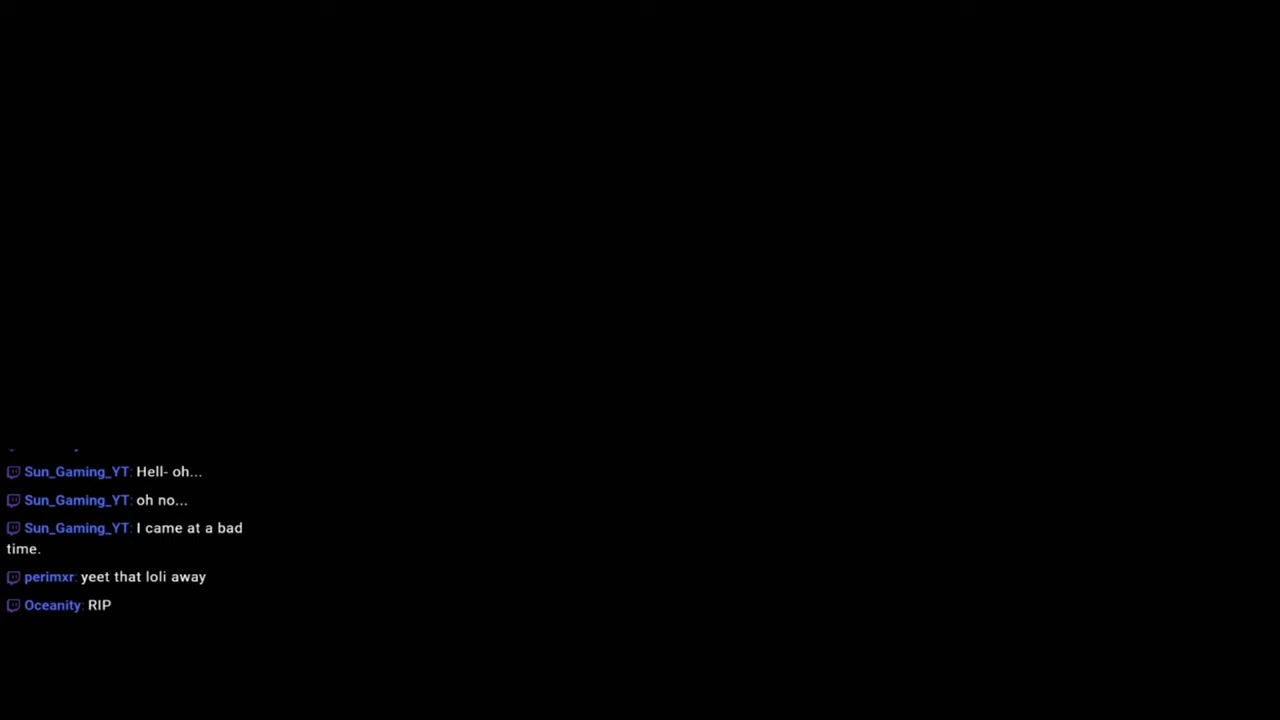 Sun_Gaming_YT: Hell- oh...
Sun_Gaming_YT: oh no...
Sun_Gaming_YT: I came at a bad
time.
perimxr: yeet that loli away
Oceanity: RIP